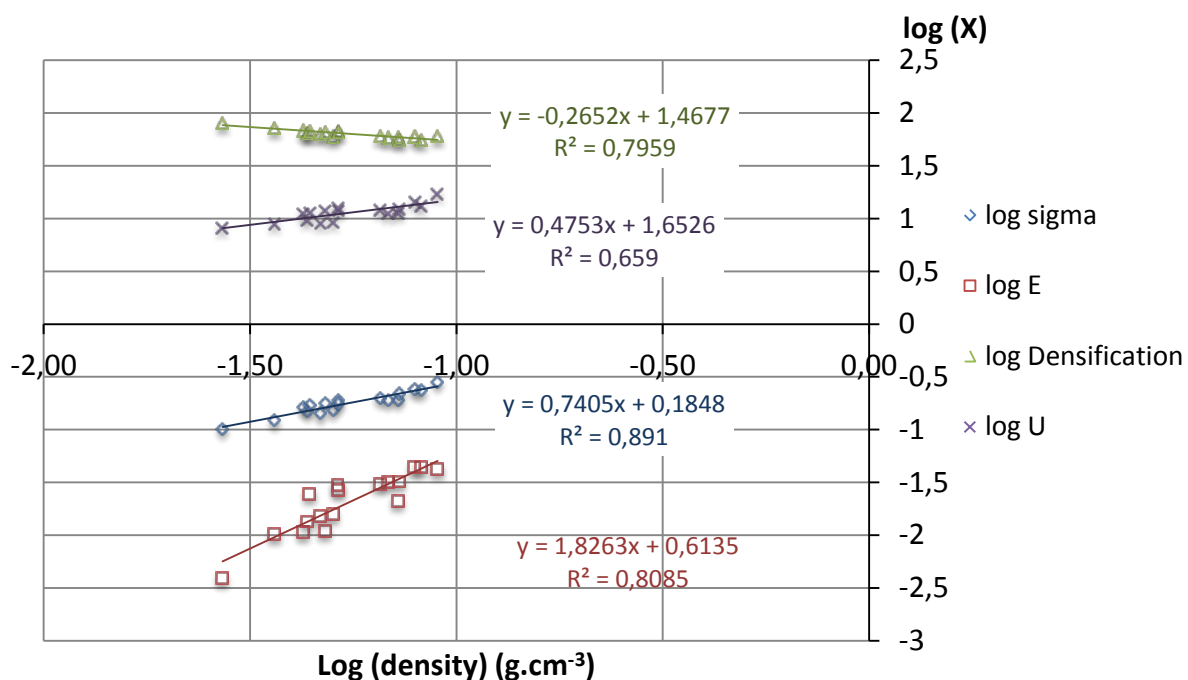 log (X)
2,5
2
1,5
1
0,5
0
-0,5
-1
-1,5
-2
-2,5
-3
-2,00
-1,50
-1,00
-0,50
0,00
y = -0,2652x + 1,4677
R² = 0,7959
y = 0,4753x + 1,6526
R² = 0,659
y = 0,7405x + 0,1848
R² = 0,891
y = 1,8263x + 0,6135
R² = 0,8085
log sigma
log E
log Densification
log U
Log (density) (g.cm⁻³)